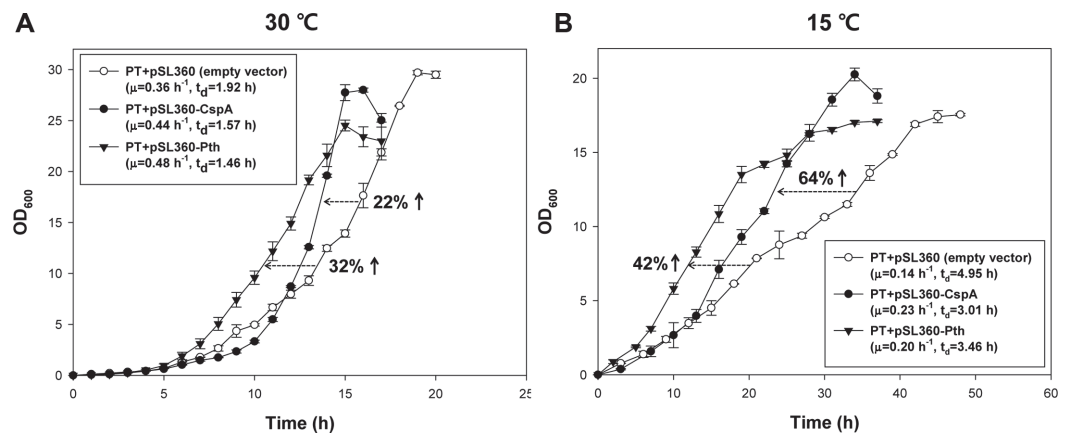 A
30 ℃
OD600
30
25
20
15
10
5
0
PT+pSL360 (empty vector)
(μ=0.36 h-1, td=1.92 h)
PT+pSL360-CspA
(μ=0.44 h-1, td=1.57 h)
PT+pSL360-Pth
(μ=0.48 h-1, td=1.46 h)
22% ↑
32% ↑
0 5 10 15 20 25
Time (h)
B
15 ℃
OD600
20
15
10
5
0
64% ↑
42% ↑
PT+pSL360 (empty vector)
(μ=0.14 h-1, td=4.95 h)
PT+pSL360-CspA
(μ=0.23 h-1, td=3.01 h)
PT+pSL360-Pth
(μ=0.20 h-1, td=3.46 h)
0 10 20 30 40 50 60
Time (h)